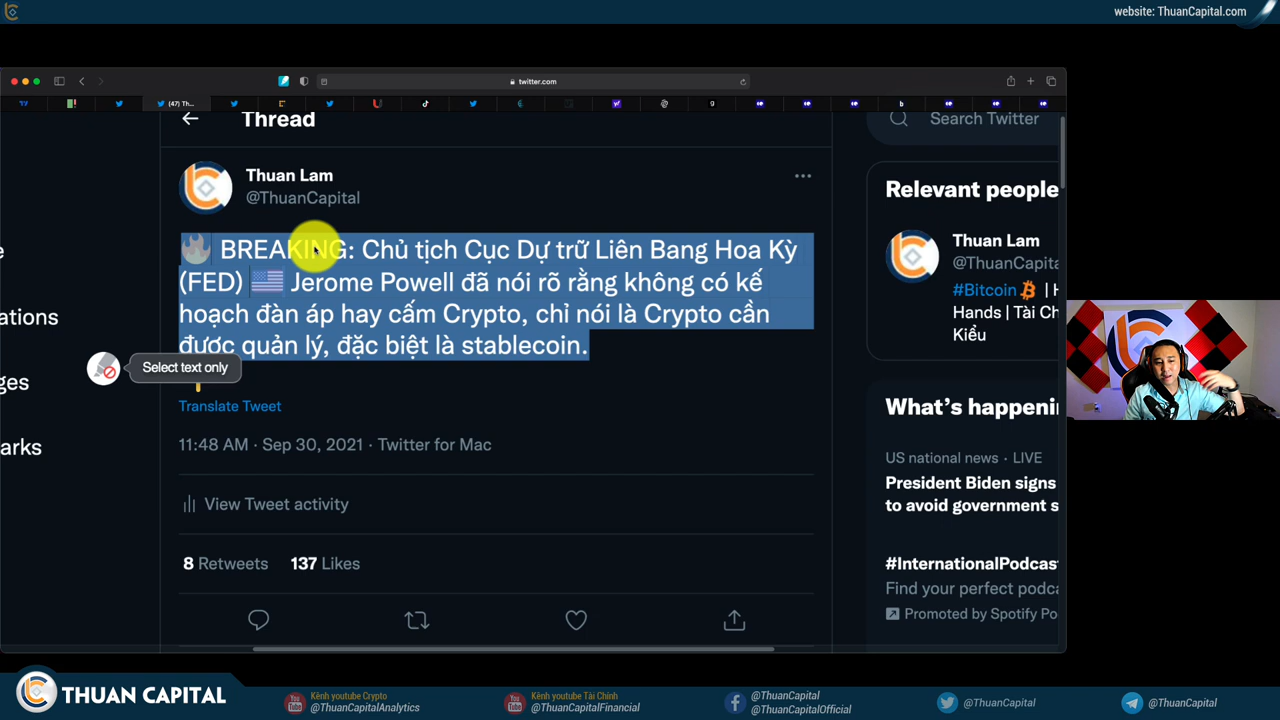 website: ThuanCapital.com
twitter.com
(47) Th...
Thread
Search Twitter
Thuan Lam
@ThuanCapital
🔥 BREAKING: Chủ tịch Cục Dự trữ Liên Bang Hoa Kỳ
(FED) 🇺🇸 Jerome Powell đã nói rõ rằng không có kế
hoạch đàn áp hay cấm Crypto, chỉ nói là Crypto cần
được quản lý, đặc biệt là stablecoin.
Select text only
Translate Tweet
11:48 AM · Sep 30, 2021 · Twitter for Mac
View Tweet activity
8 Retweets 137 Likes
Relevant people
Thuan Lam
@ThuanCapita
#Bitcoin | H
Hands | Tài Ch
Kiểu
What's happenin
US national news · LIVE
President Biden signs
to avoid government s
#InternationalPodcas
Find your perfect podca
Promoted by Spotify Po
e
ations
ges
arks
THUAN CAPITAL
Kênh youtube Crypto
@ThuanCapitalAnalytics
Kênh youtube Tài Chính
@ThuanCapitalFinancial
@ThuanCapital
@ThuanCapitalOfficial
@ThuanCapital
@ThuanCapital